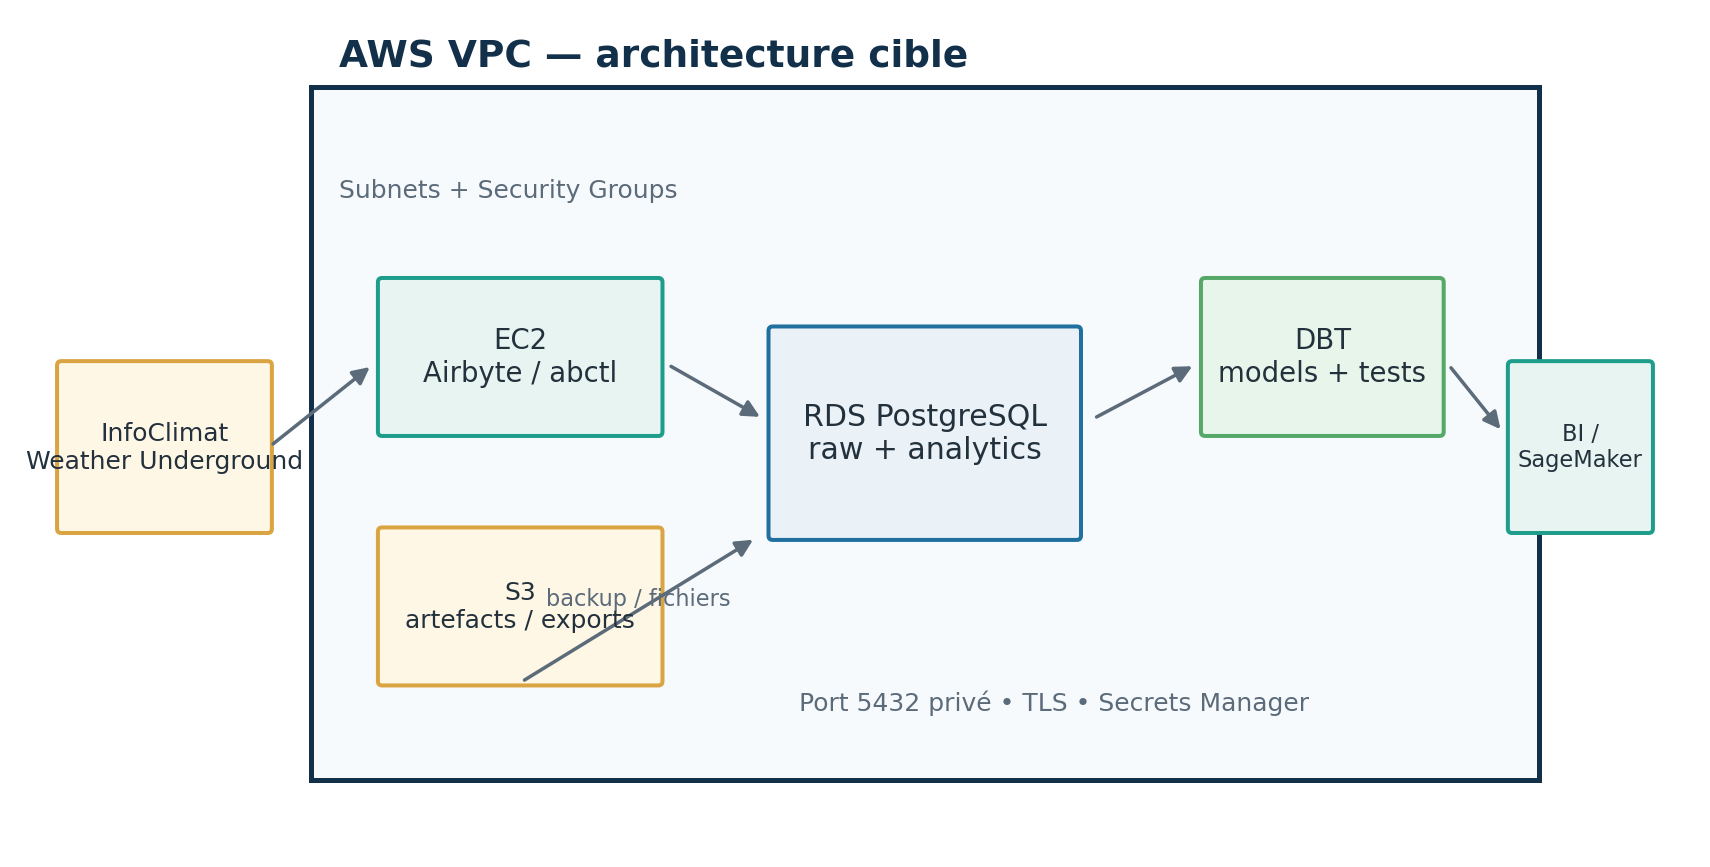 AWS VPC — architecture cible
Subnets + Security Groups
InfoClimat
Weather Underground
EC2
Airbyte / abctl
RDS PostgreSQL
raw + analytics
DBT
models + tests
BI /
SageMaker
S3
artefacts / exports
backup / fichiers
Port 5432 privé • TLS • Secrets Manager